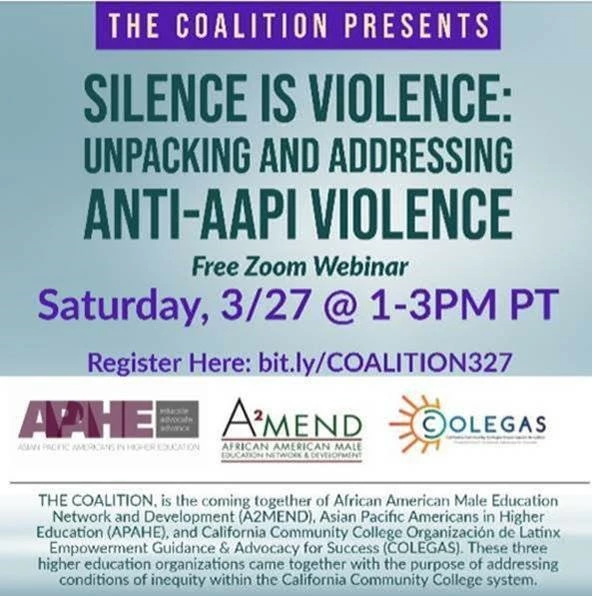 THE COALITION PRESENTS
SILENCE IS VIOLENCE:
UNPACKING AND ADDRESSING
ANTI-AAPI VIOLENCE
Free Zoom Webinar
Saturday, 3/27 @ 1-3PM PT
Register Here: bit.ly/COALITION327
APAHE
educate
advocate
advance
ASIAN PACIFIC AMERICANS IN HIGHER EDUCATION
A²MEND
AFRICAN AMERICAN MALE
EDUCATION NETWORK & DEVELOPMENT
COLEGAS
THE COALITION, is the coming together of African American Male Education
Network and Development (A2MEND), Asian Pacific Americans in Higher
Education (APAHE), and California Community College Organización de Latinx
Empowerment Guidance & Advocacy for Success (COLEGAS). These three
higher education organizations came together with the purpose of addressing
conditions of inequity within the California Community College system.